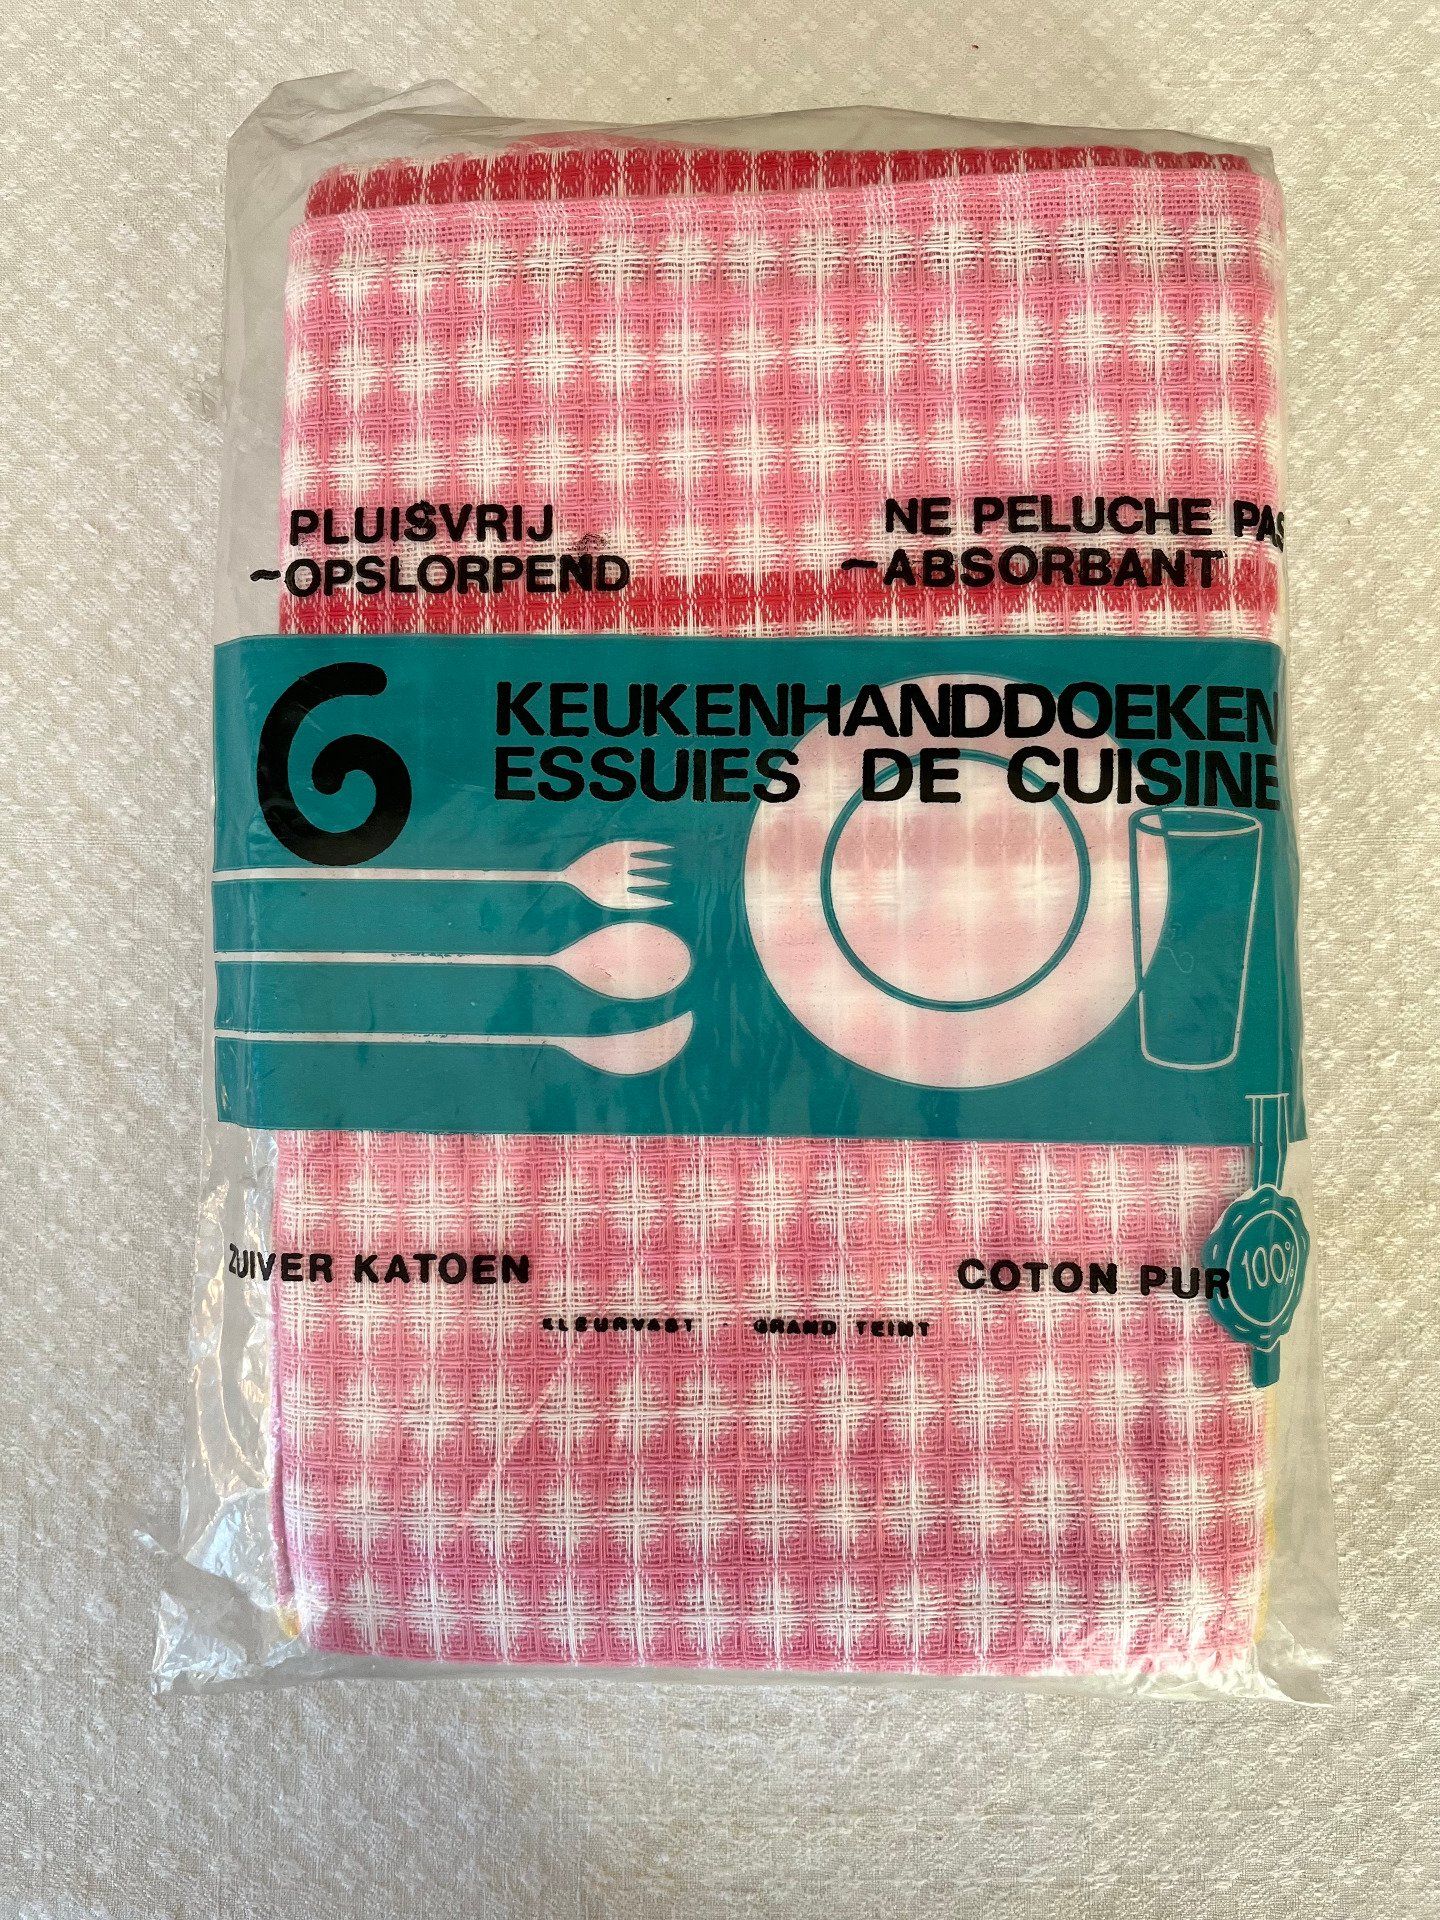 PLUISVRIJ
~OPSLORPEND
NE PELUCHE PAS
~ABSORBANT
6
KEUKENHANDDOEKEN
ESSUIES DE CUISINE
ZUIVER KATOEN
COTON PUR
100%
KLEURVAST - GRAND TEINT